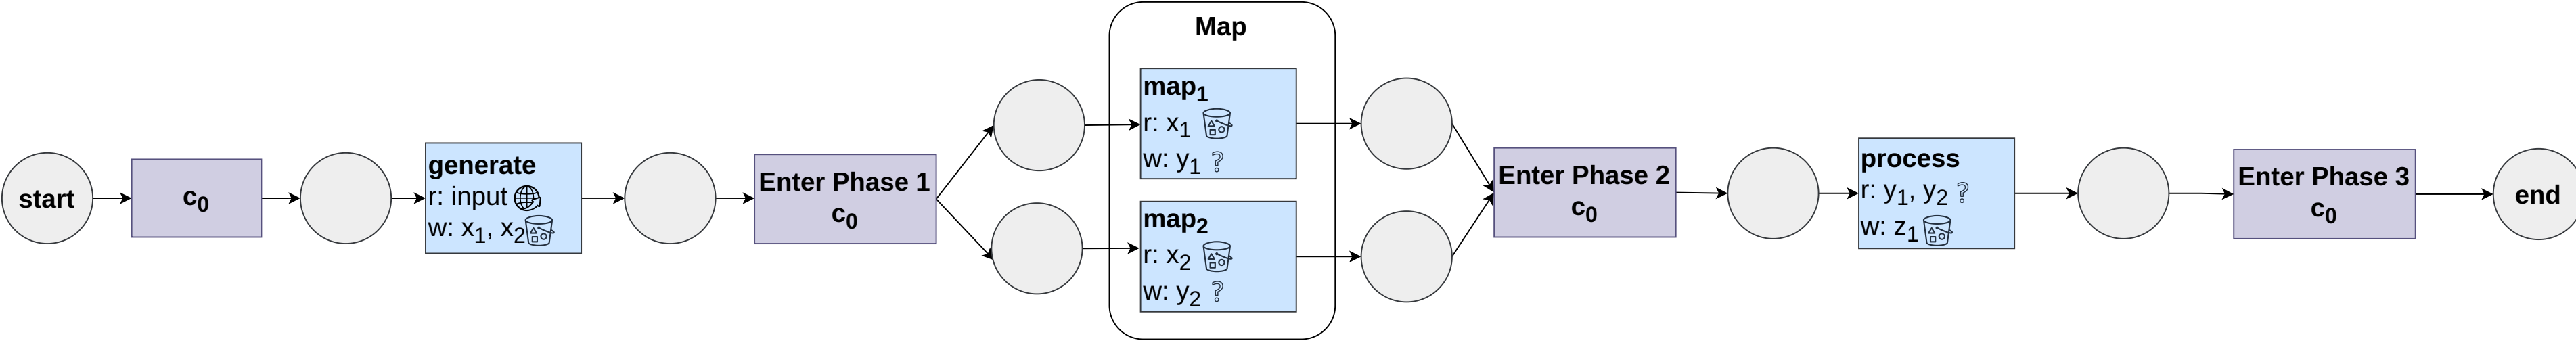 start
c0
generate
r: input
w: x1, x2
Enter Phase 1
c0
Map
map1
r: x1
w: y1 ?
map2
r: x2
w: y2 ?
Enter Phase 2
c0
process
r: y1, y2 ?
w: z1
Enter Phase 3
c0
end